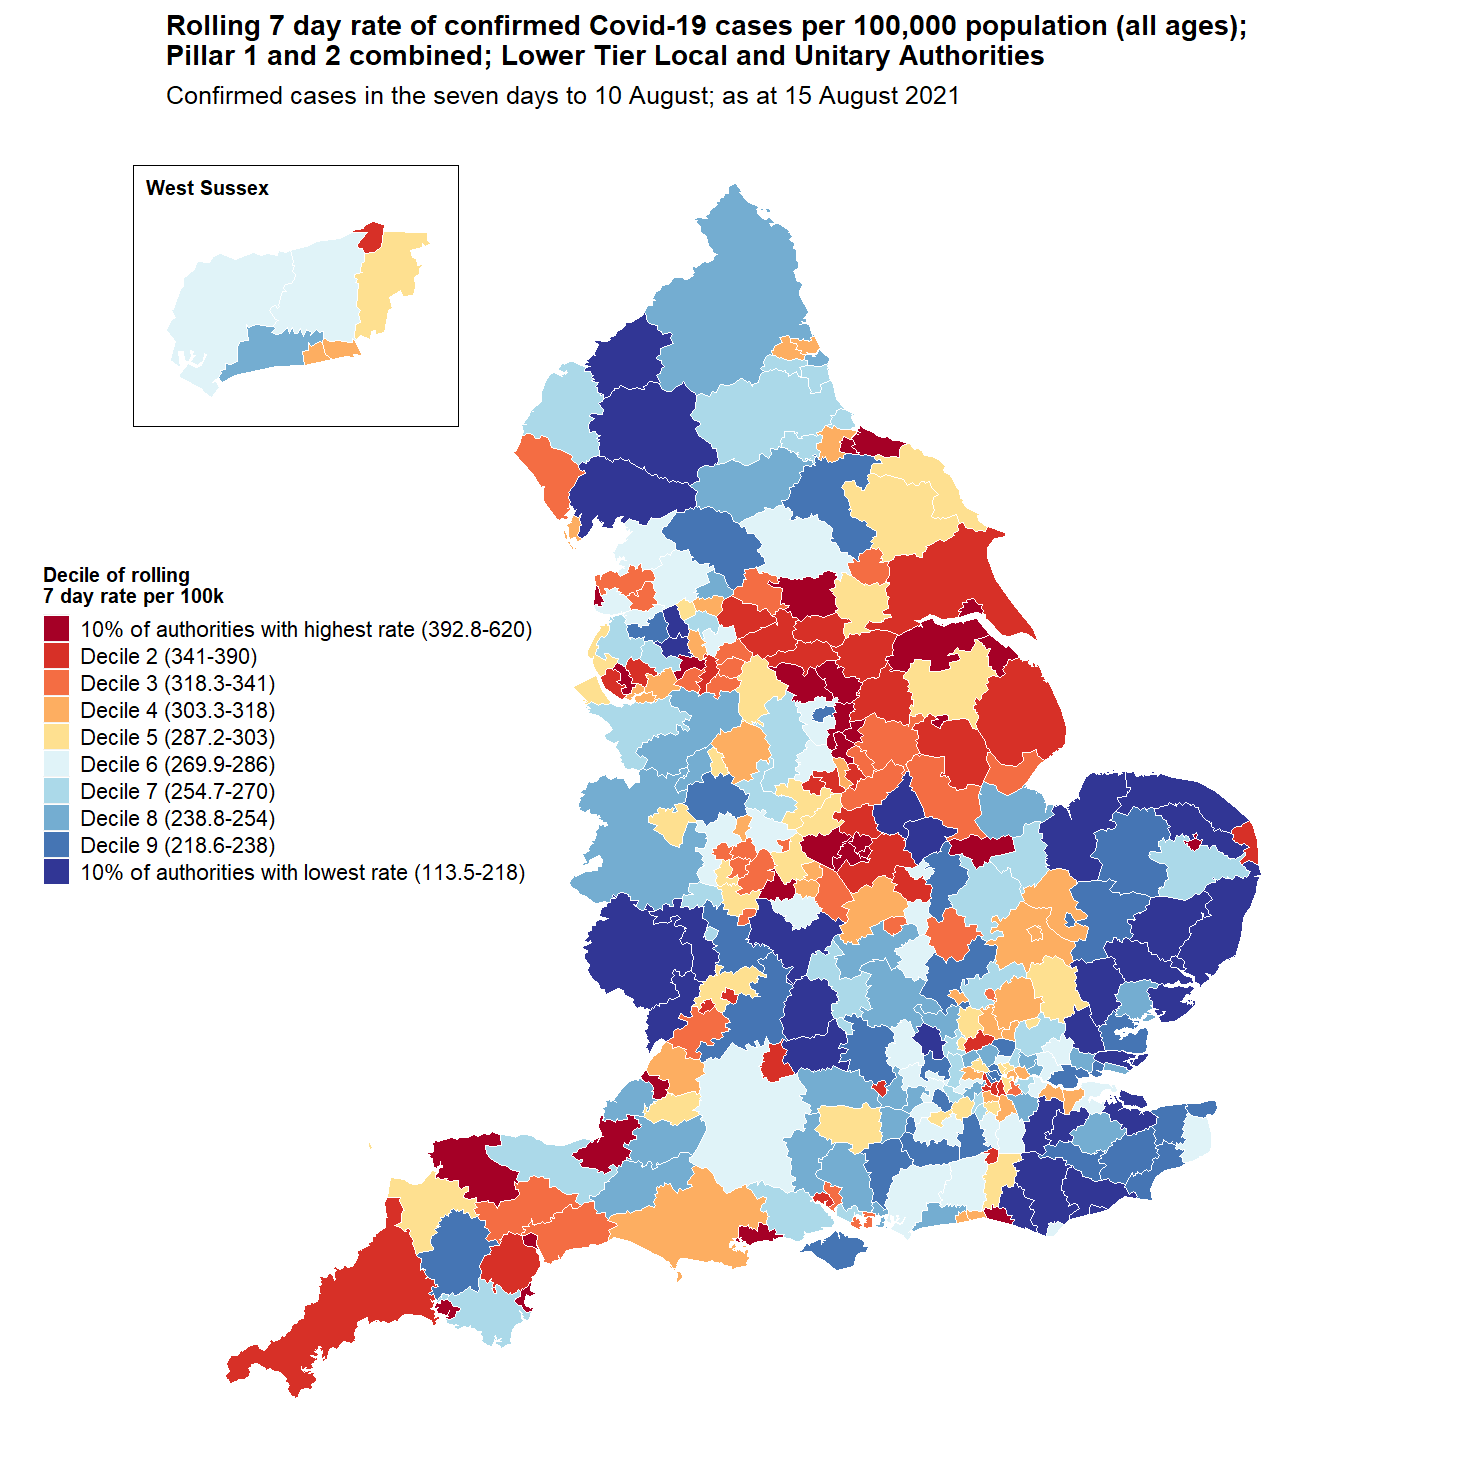 Rolling 7 day rate of confirmed Covid-19 cases per 100,000 population (all ages);
Pillar 1 and 2 combined; Lower Tier Local and Unitary Authorities
Confirmed cases in the seven days to 10 August; as at 15 August 2021
West Sussex
Decile of rolling
7 day rate per 100k
10% of authorities with highest rate (392.8-620)
Decile 2 (341-390)
Decile 3 (318.3-341)
Decile 4 (303.3-318)
Decile 5 (287.2-303)
Decile 6 (269.9-286)
Decile 7 (254.7-270)
Decile 8 (238.8-254)
Decile 9 (218.6-238)
10% of authorities with lowest rate (113.5-218)